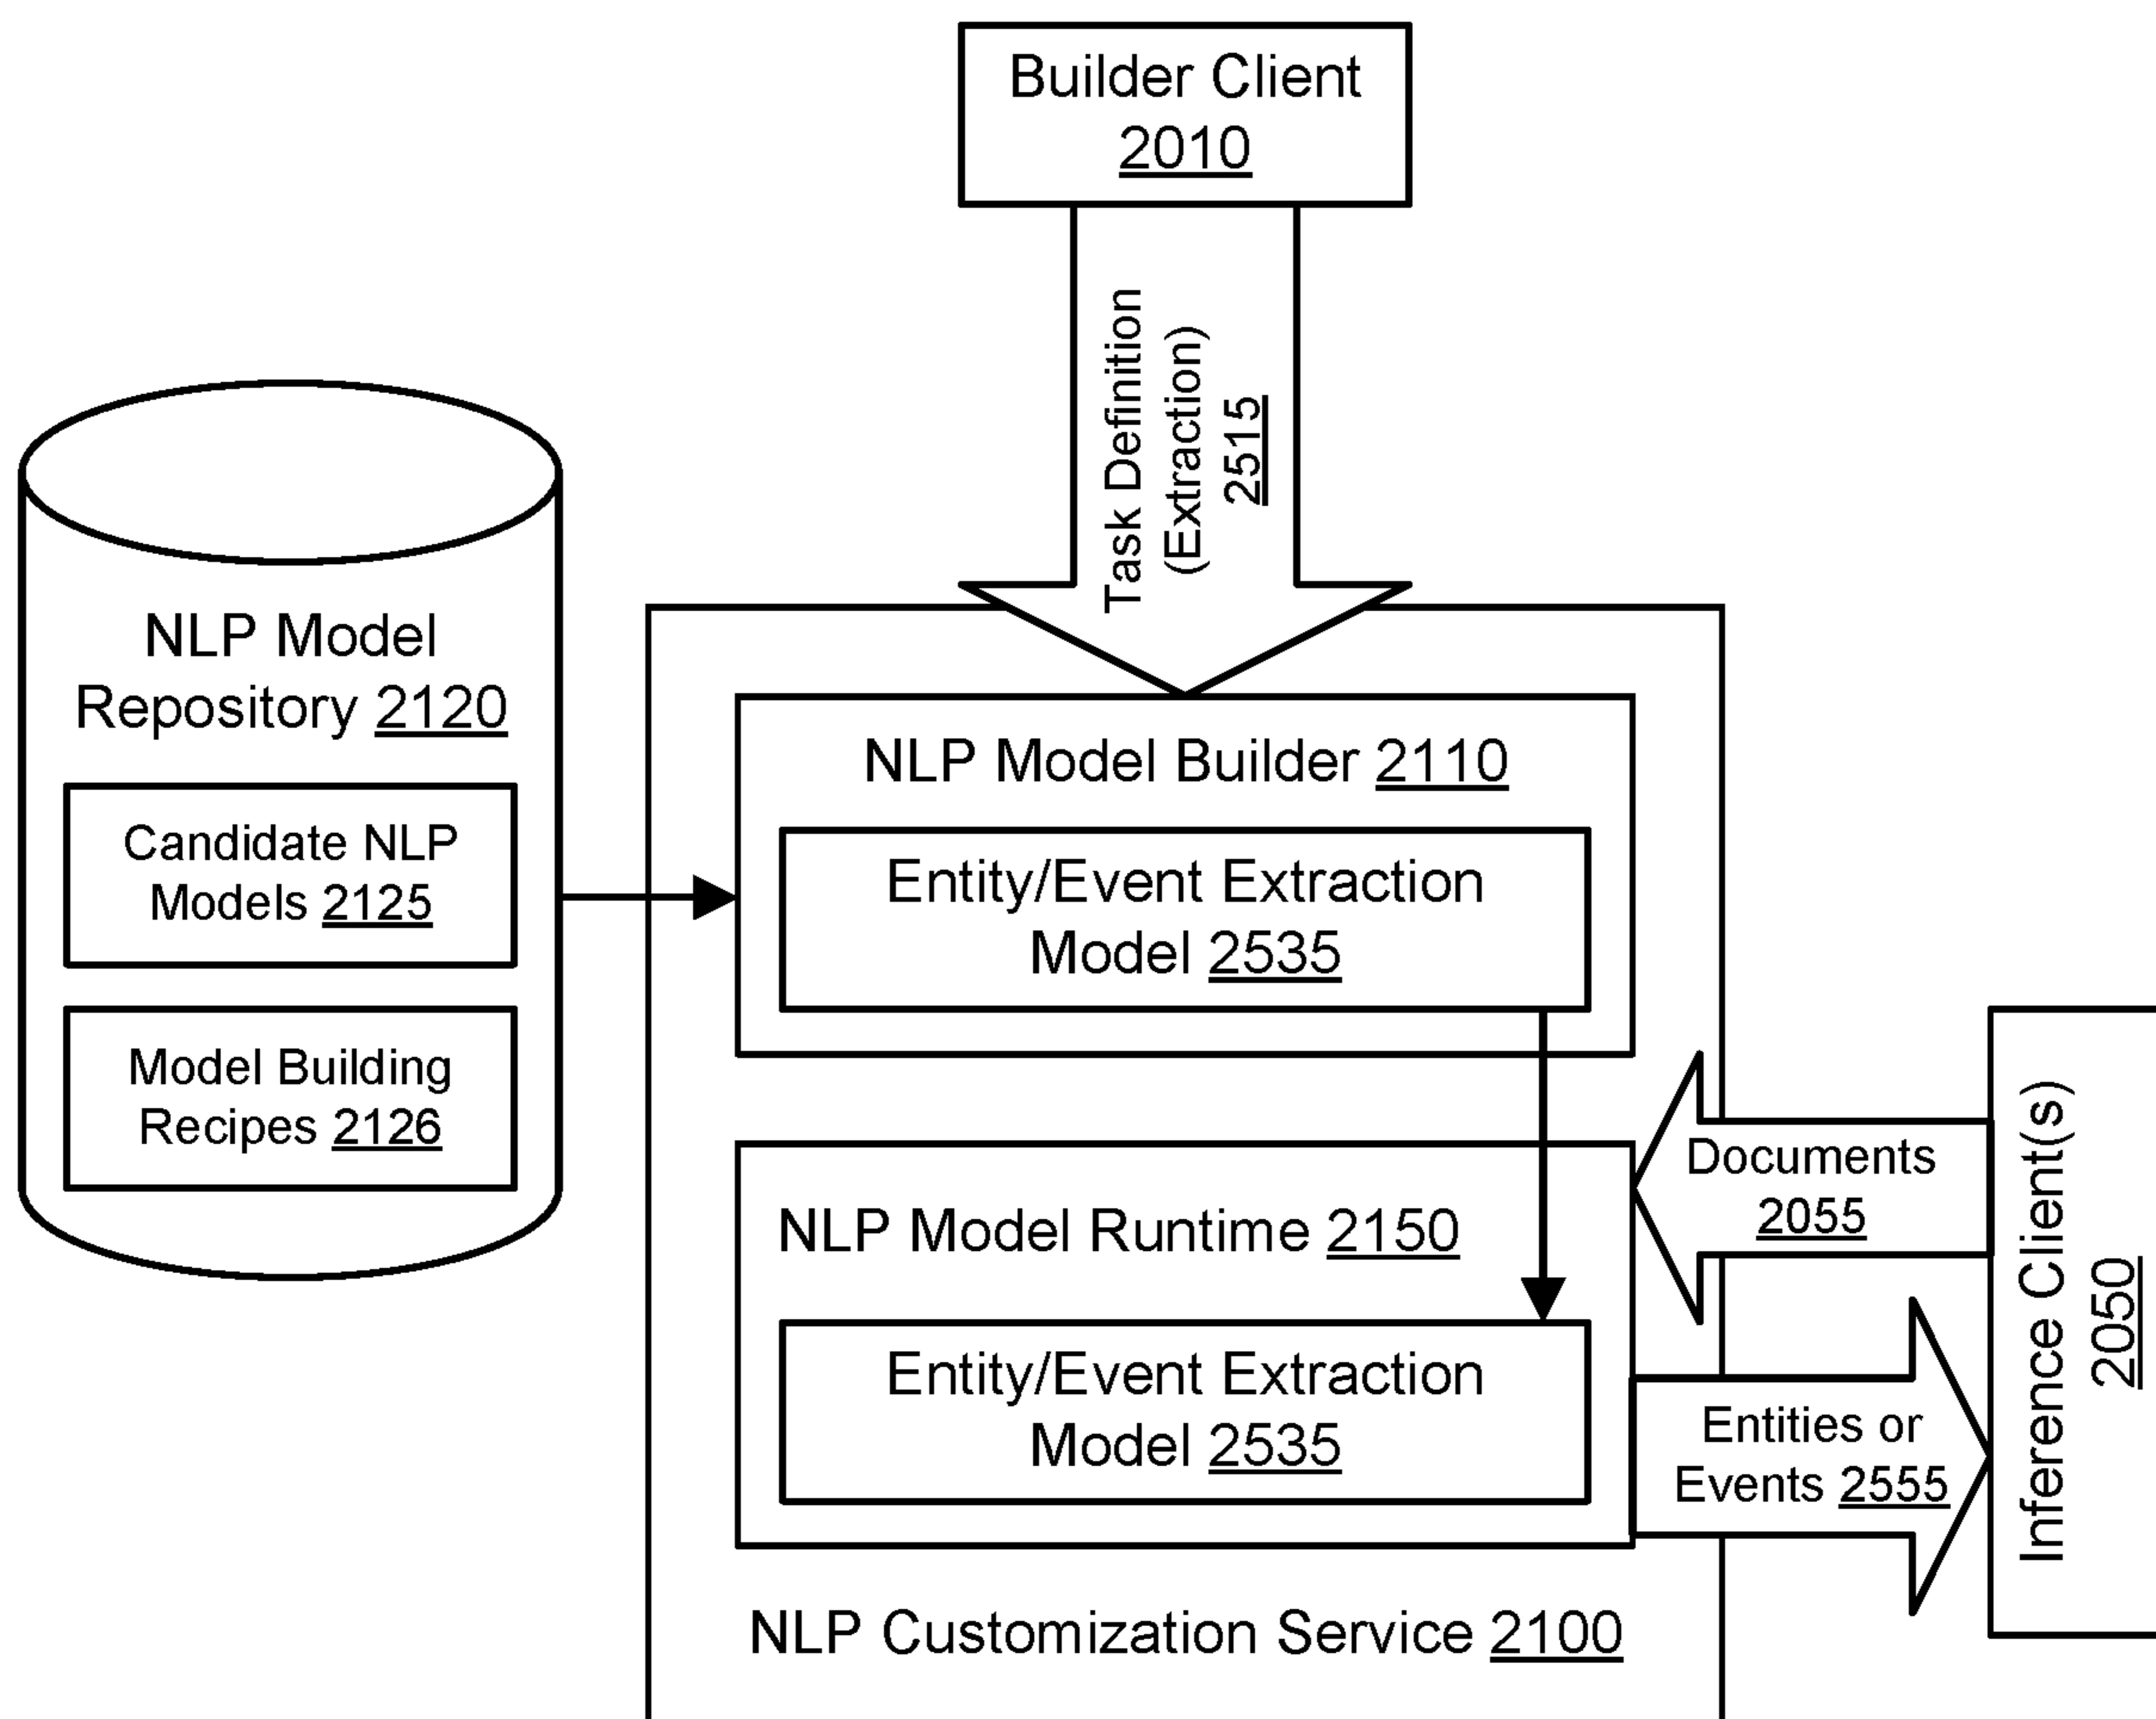 Builder Client
2010
Task Definition
(Extraction)
2515
NLP Model
Repository 2120
Candidate NLP
Models 2125
Model Building
Recipes 2126
NLP Model Builder 2110
Entity/Event Extraction
Model 2535
NLP Model Runtime 2150
Entity/Event Extraction
Model 2535
NLP Customization Service 2100
Documents
2055
Entities or
Events 2555
Inference Client(s)
2050